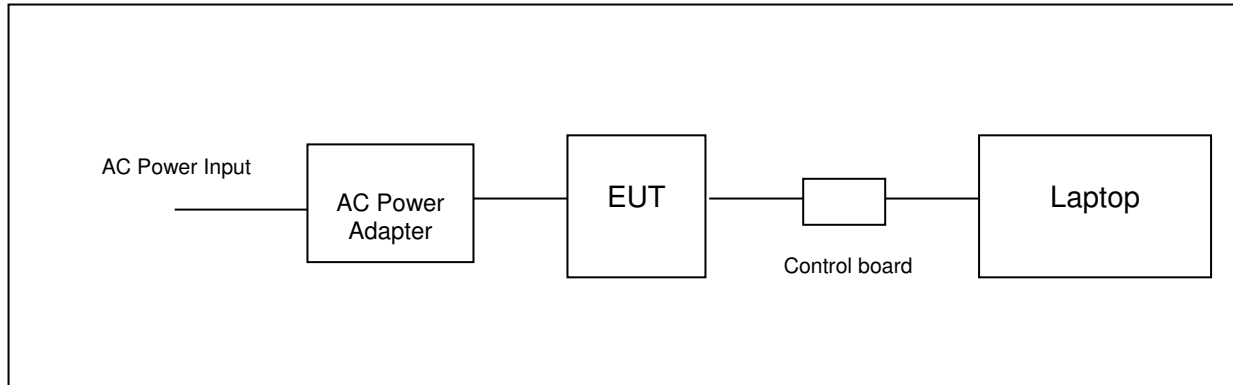 AC Power Input
AC Power
Adapter
EUT
Control board
Laptop